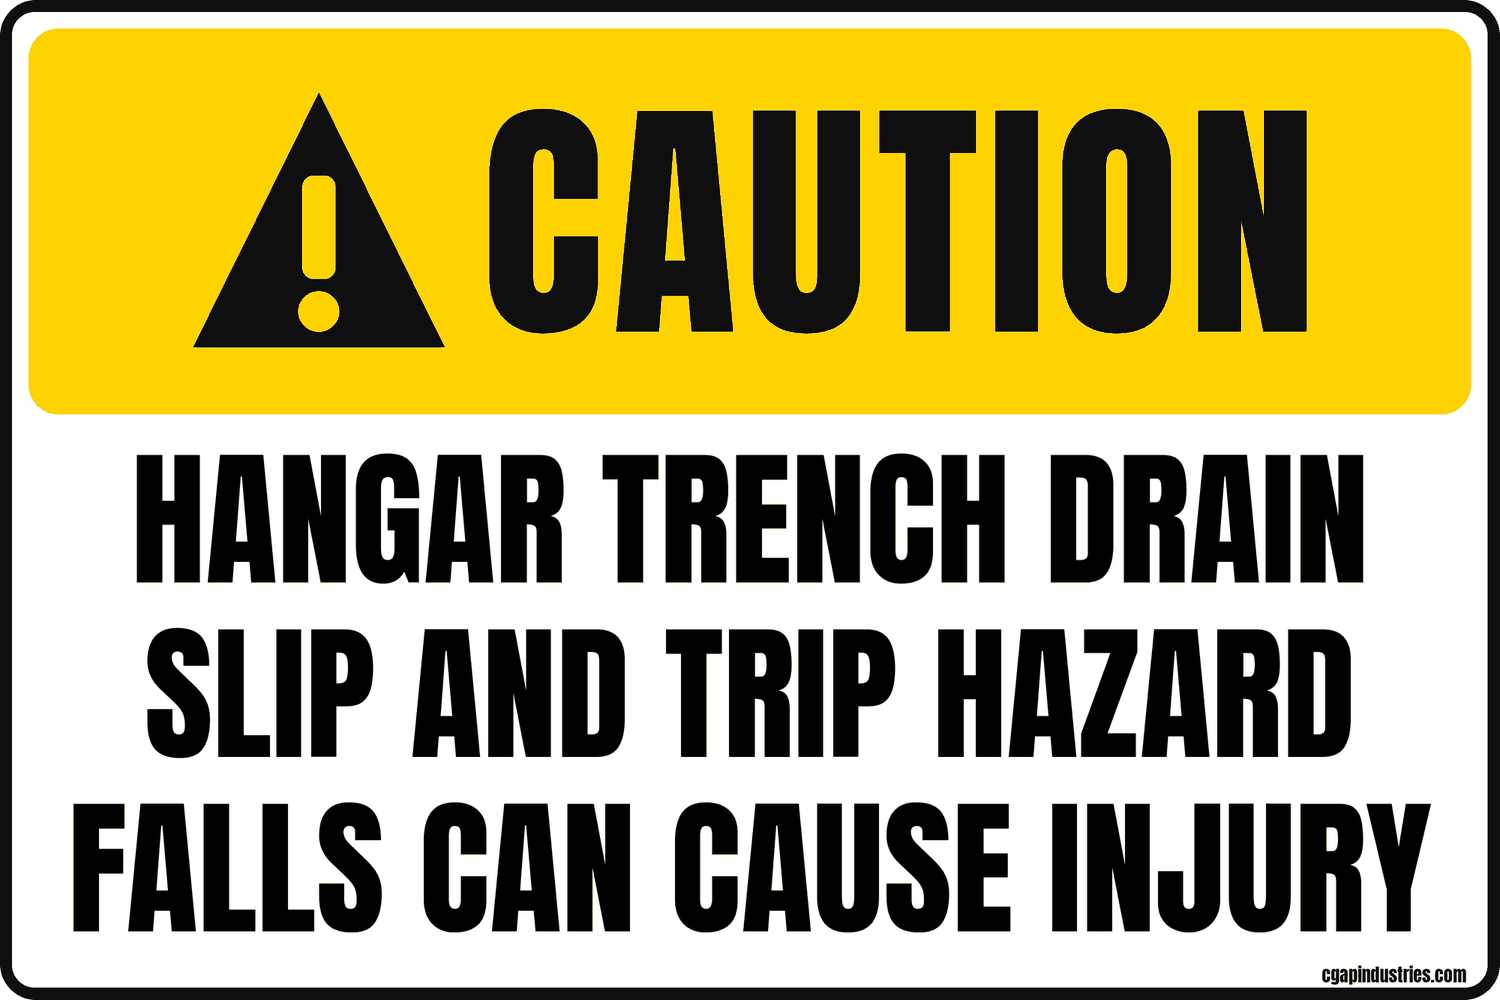 CAUTION
HANGAR TRENCH DRAIN
SLIP AND TRIP HAZARD
FALLS CAN CAUSE INJURY
cgapindustries.com